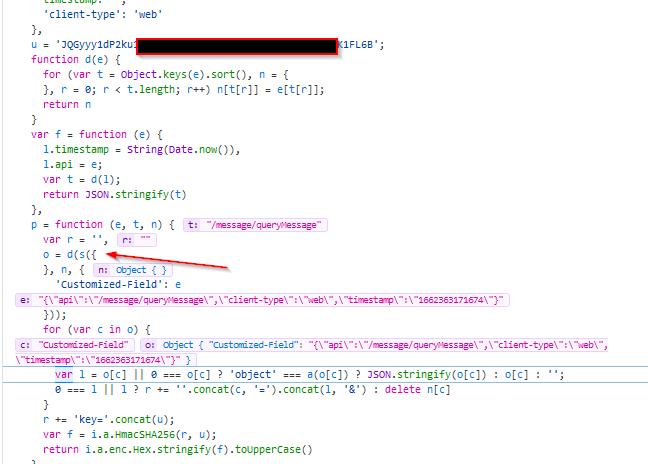 'client-type': 'web'
},
u = 'JQGyyy1dP2ku K1FL6B';
function d(e) {
for (var t = Object.keys(e).sort(), n = {
}, r = 0; r < t.length; r++) n[t[r]] = e[t[r]];
return n
}
var f = function (e) {
l.timestamp = String(Date.now()),
l.api = e;
var t = d(l);
return JSON.stringify(t)
},
p = function (e, t, n) { t: "/message/queryMessage"
var r = '', r: ""
o = d(s({
}, n, { n: Object { }
'Customized-Field': e
e: "{\"api\":\"/message/queryMessage\",\"client-type\":\"web\",\"timestamp\":\"1662363171674\"}"
}));
for (var c in o) {
c: "Customized-Field" o: Object { "Customized-Field": "{\"api\":\"/message/queryMessage\",\"client-type\":\"web\",
\"timestamp\":\"1662363171674\"}" }
var l = o[c] || 0 === o[c] ? 'object' === a(o[c]) ? JSON.stringify(o[c]) : o[c] : '';
0 === l || l ? r += ''.concat(c, '=').concat(l, '&') : delete n[c]
}
r += 'key='.concat(u);
var f = i.a.HmacSHA256(r, u);
return i.a.enc.Hex.stringify(f).toUpperCase()